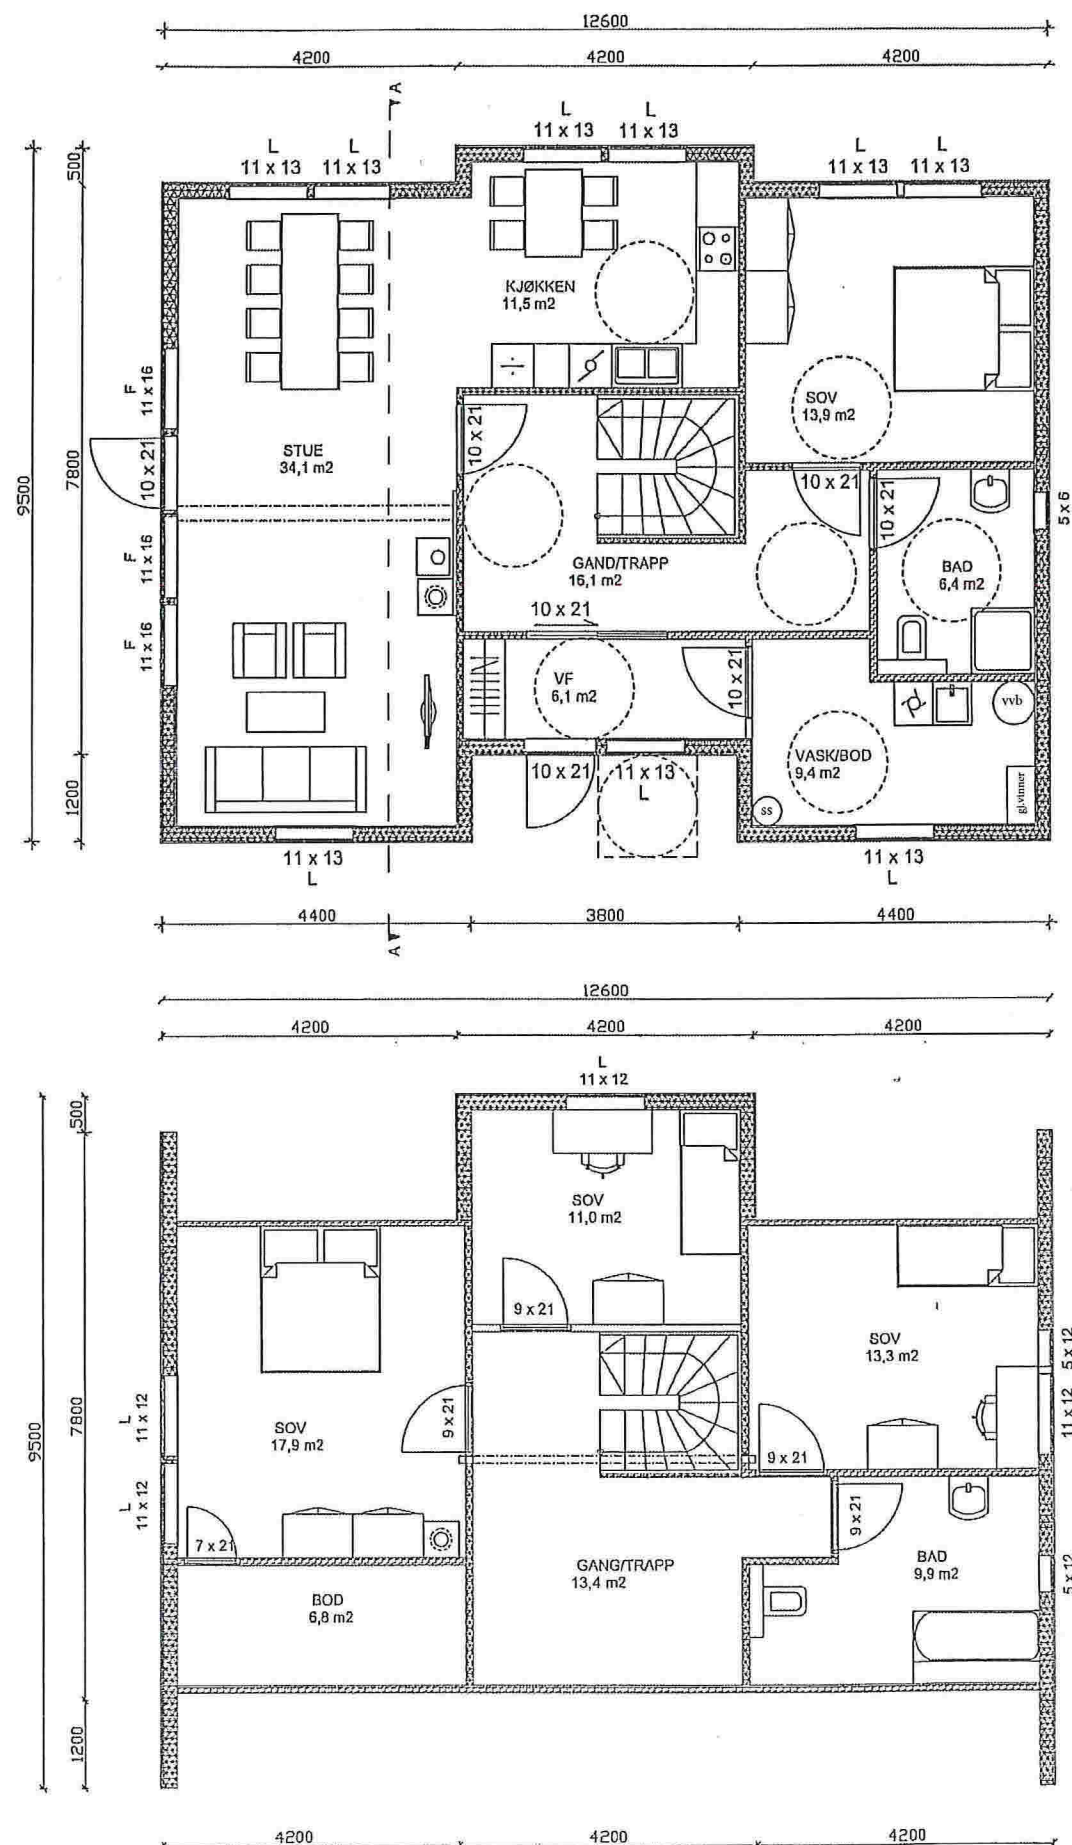 12600
4200 4200 4200
A
L L
11 x 13 11 x 13
L L L L
11 x 13 11 x 13 11 x 13 11 x 13
500
9500
7800
1200
KJØKKEN
11,5 m2
SOV
13,9 m2
F
11 x 16
10 x 21
F
11 x 16
F
11 x 16
STUE
34,1 m2
10 x 21
10 x 21
10 x 21
5 x 6
GAND/TRAPP
16,1 m2
BAD
6,4 m2
10 x 21
VF
6,1 m2
10 x 21
vvb
VASK/BOD
9,4 m2
gl.vinner
ss
10 x 21 11 x 13
L
11 x 13
L
11 x 13
L
4400 3800 4400
A
12600
4200 4200 4200
L
11 x 12
500
9500
7800
1200
SOV
11,0 m2
9 x 21
SOV
13,3 m2
5 x 12
11 x 12
L
11 x 12
L
11 x 12
SOV
17,9 m2
9 x 21
9 x 21
7 x 21
9 x 21
GANG/TRAPP
13,4 m2
BAD
9,9 m2
5 x 12
BOD
6,8 m2
4200 4200 4200